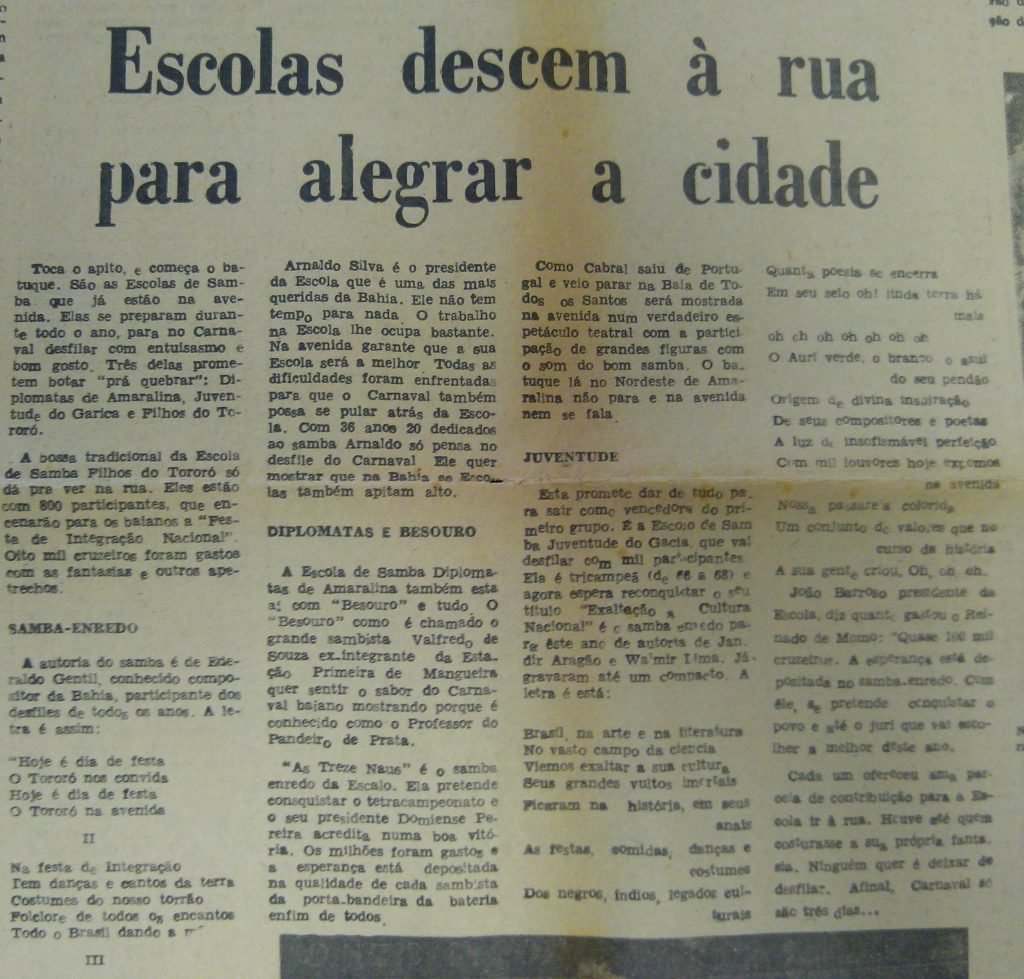 Escolas descem à rua
para alegrar a cidade
Toca o apito, e começa o ba-
tuque. São as Escolas de Sam-
ba que já estão na ave-
nida. Elas se preparam duran-
te todo o ano, para no Carna-
val desfilar com entuisasmo e
bom gosto. Três delas prome-
tem botar "prá quebrar": Di-
plomatas de Amaralina, Juven-
tude do Garica e Filhos do To-
roró.
A bossa tradicional da Escola
de Samba Filhos do Tororó só
dá pra ver na rua. Eles estão
com 800 participantes, que en-
cenarão para os baianos a "Fes-
ta de Integração Nacional".
Oito mil cruzeiros foram gastos
com as fantasias e outros ape-
trechos.
SAMBA-ENREDO
A autoria do samba é de Ede-
raldo Gentil, conhecido compo-
sitor da Bahia, participante dos
desfiles de todos os anos. A le-
tra é assim:
"Hoje é dia de festa
O Tororó nos convida
Hoje é dia de festa
O Tororó na avenida
II
Na festa de Integração
Tem danças e cantos da terra
Costumes do nosso torrão
Folclore de todos os encantos
Todo o Brasil dando a
III
Arnaldo Silva é o presidente
da Escola que é uma das mais
queridas da Bahia. Ele não tem
tempo para nada. O trabalho
na Escola lhe ocupa bastante.
Na avenida garante que a sua
Escola será a melhor. Todas as
dificuldades foram enfrentadas
para que o Carnaval também
possa se pular atrás da Esco-
la. Com 36 anos 20 dedicados
ao samba Arnaldo só pensa no
desfile do Carnaval. Ele quer
mostrar que na Bahia as Esco-
las também apitam alto.
DIPLOMATAS E BESOURO
A Escola de Samba Diploma-
tas de Amaralina também esta
aí com "Besouro" e tudo. O
"Besouro" como é chamado o
grande sambista Valfredo de
Souza ex-integrante da Esta-
ção Primeira de Mangueira
quer sentir o sabor do Carna-
val baiano mostrando porque é
conhecido como o Professor do
Pandeiro de Prata.
"As Treze Naus" é o samba
enredo da Escalo. Ela pretende
consquistar o tetracampeonato e
o seu presidente Domiense Pe-
reira acredita numa boa vitó-
ria. Os milhões foram gastos e
a esperança está depositada
na qualidade de cada sambista
da porta-bandeira da bateria
enfim de todos
Como Cabral saiu de Portu-
gal e veio parar na Baia de To-
dos os Santos será mostrada
na avenida num verdadeiro es-
petáculo teatral com a partici-
pação de grandes figuras com
o som do bom samba. O ba-
tuque lá no Nordeste de Ama-
ralina não para e na avenida
nem se fala
JUVENTUDE
Esta promete dar de tudo pa-
ra sair como vencedora do pri-
meiro grupo. É a Escolo de Sam
ba Juventude do Gacia, que vai
desfilar com mil participantes
Ela é tricampeã (de 66 a 68) e
agora espera reconquistar o seu
título "Exaltação a Cultura
Nacional" é o samba enredo pa-
ra êste ano de autoria de Jan-
dir Aragão e Walmir Lima. Já
gravaram até um compacto. A
letra é está:
Brasil, na arte e na literatura
No vasto campo da ciencia
Viemos exaltar a sua cultura
Seus grandes vultos imortais
Ficaram na história, em seus
anais
As festas, comidas, danças e
costumes
Dos negros, índios, legados cul-
turais
Quanta poesia se encerra
Em seu seio oh! linda terra há
mais
oh oh oh oh oh oh
O Auri verde, o branco o azul
do seu pendão
Origem de divina inspiração
De seus compositores e poetas
A luz de insofismável perfeição
Com mil louvores hoje expomos
na avenida
Nossa passarela colorida
Um conjunto de valores que no
curso da história
A sua gente criou, Oh, oh, oh.
João Barroso presidente da
Escola, diz quanto gastou o Rei-
nado de Momo: "Quase 100 mil
cruzeiros. A esperança está de-
positada no samba-enredo. Com
êle, se pretende conquistar o
povo e até o juri que vai esco-
lher a melhor deste ano.
Cada um ofereceu uma par-
cela de contribuição para a Es-
cola ir à rua. Houve até quem
costurasse a sua própria fanta-
sia. Ninguém quer é deixar de
desfilar. Afinal, Carnaval só
são três dias...